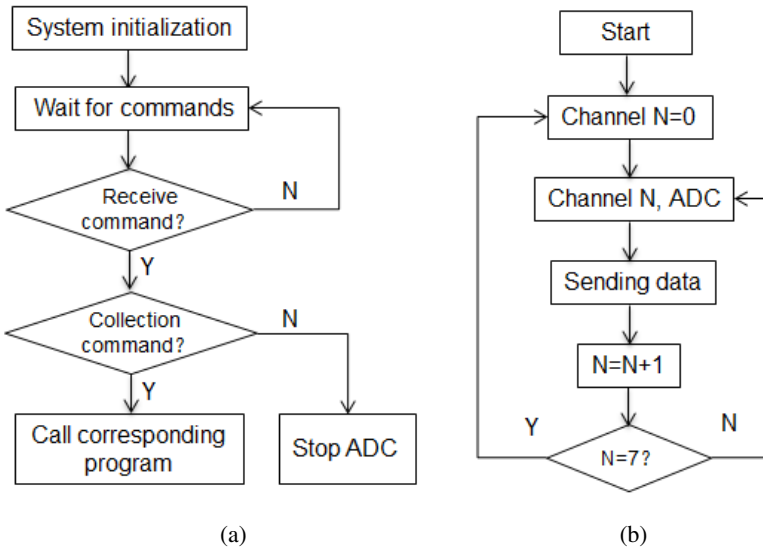 System initialization
Wait for commands
Receive
command?
N
Y
Collection
command?
N
Y
Call corresponding
program
Stop ADC
(a)
Start
Channel N=0
Channel N, ADC
Sending data
N=N+1
Y
N=7?
N
(b)